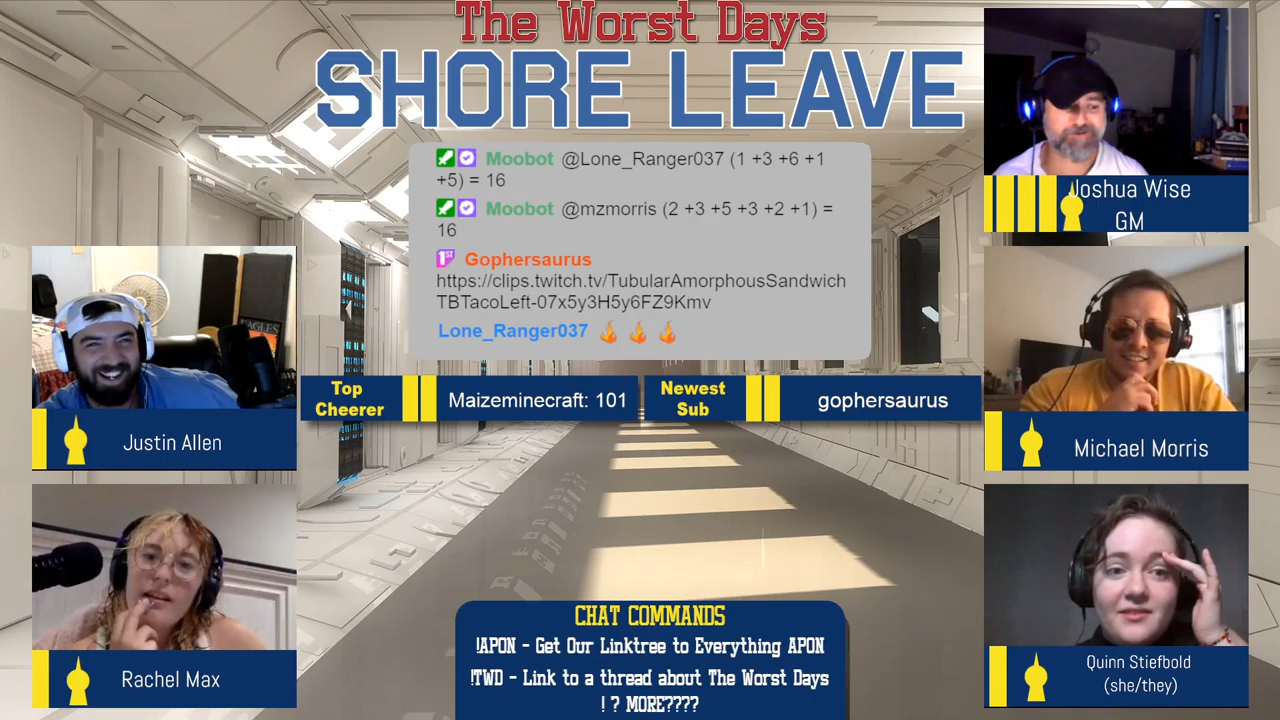 The Worst Days
SHORE LEAVE
Moobot @Lone_Ranger037 (1 +3 +6 +1
+5) = 16
Moobot @mzmorris (2 +3 +5 +3 +2 +1) =
16
1ST Gophersaurus
https://clips.twitch.tv/TubularAmorphousSandwich
TBTacoLeft-07x5y3H5y6FZ9Kmv
Lone_Ranger037
Joshua Wise
GM
EAGLES
Justin Allen
Top
Cheerer
Maizeminecraft: 101
Newest
Sub
gophersaurus
Michael Morris
Rachel Max
Quinn Stiefbold
(she/they)
CHAT COMMANDS
!APON - Get Our Linktree to Everything APON
!TWD - Link to a thread about The Worst Days
! ? MORE????